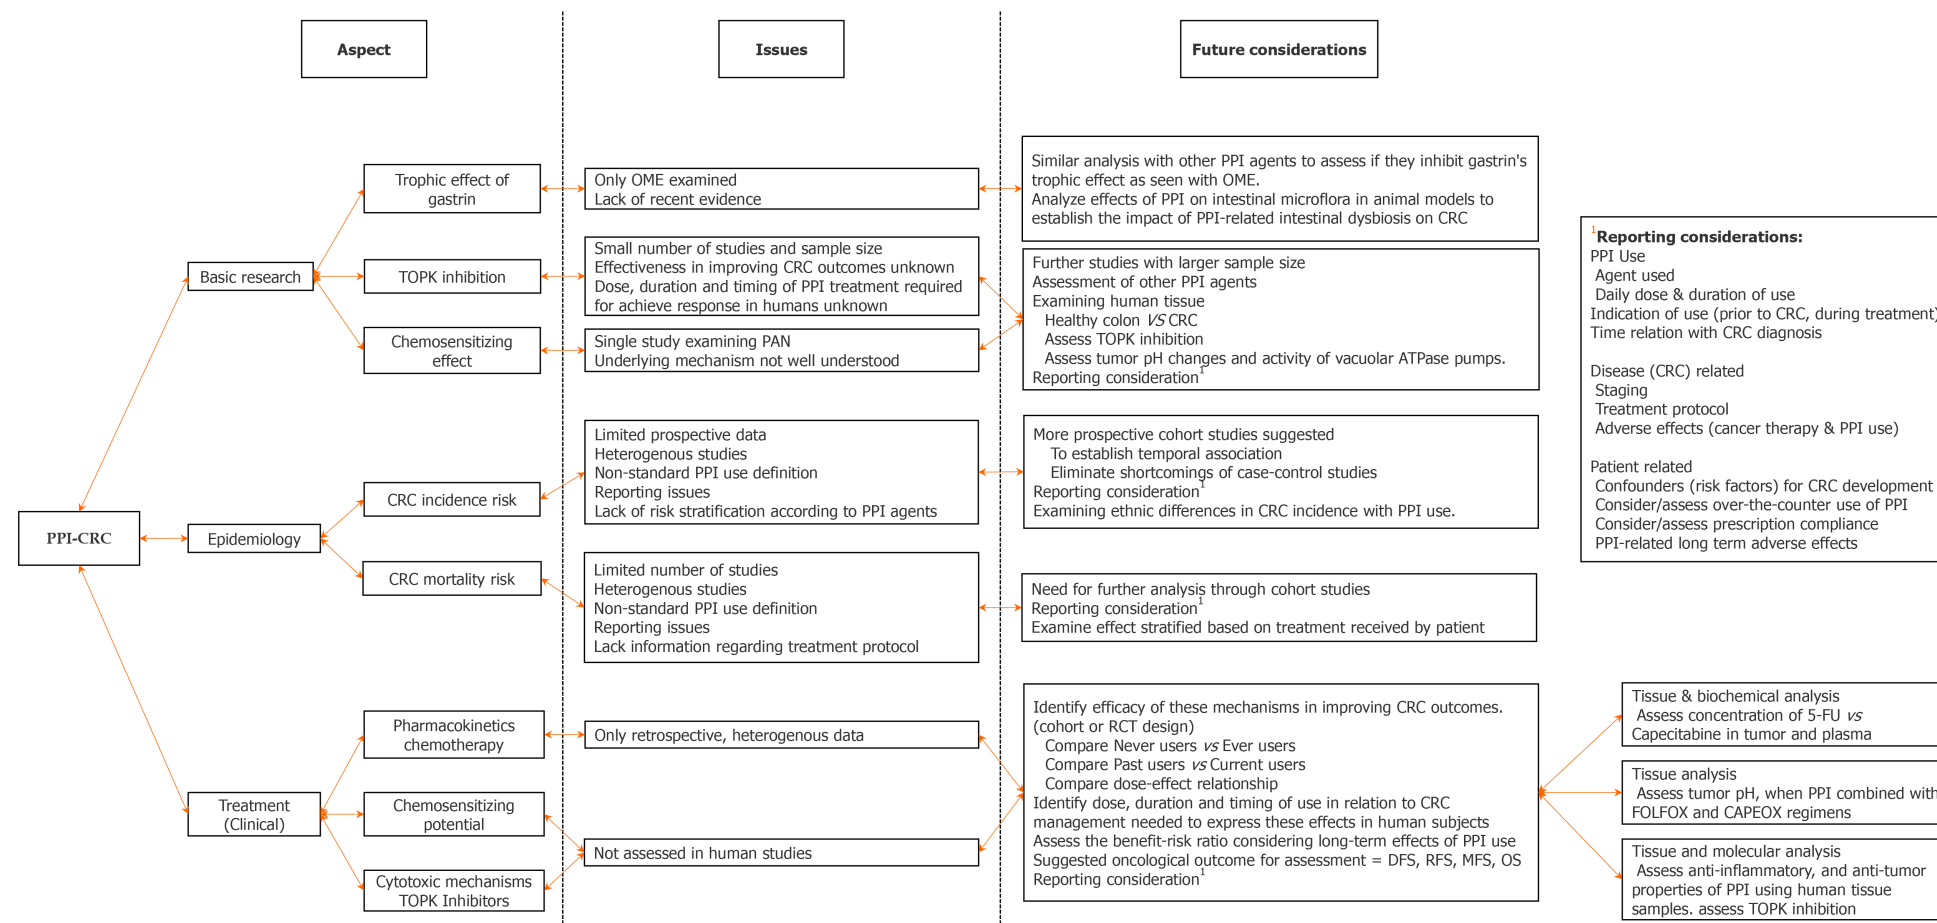 Aspect
Issues
Future considerations
PPI-CRC
Basic research
Trophic effect of
gastrin
Only OME examined
Lack of recent evidence
Similar analysis with other PPI agents to assess if they inhibit gastrin's
trophic effect as seen with OME.
Analyze effects of PPI on intestinal microflora in animal models to
establish the impact of PPI-related intestinal dysbiosis on CRC
TOPK inhibition
Small number of studies and sample size
Effectiveness in improving CRC outcomes unknown
Dose, duration and timing of PPI treatment required
for achieve response in humans unknown
Chemosensitizing
effect
Single study examining PAN
Underlying mechanism not well understood
Further studies with larger sample size
Assessment of other PPI agents
Examining human tissue
Healthy colon VS CRC
Assess TOPK inhibition
Assess tumor pH changes and activity of vacuolar ATPase pumps.
Reporting consideration1
Epidemiology
CRC incidence risk
Limited prospective data
Heterogenous studies
Non-standard PPI use definition
Reporting issues
Lack of risk stratification according to PPI agents
More prospective cohort studies suggested
To establish temporal association
Eliminate shortcomings of case-control studies
Reporting consideration1
Examining ethnic differences in CRC incidence with PPI use.
CRC mortality risk
Limited number of studies
Heterogenous studies
Non-standard PPI use definition
Reporting issues
Lack information regarding treatment protocol
Need for further analysis through cohort studies
Reporting consideration1
Examine effect stratified based on treatment received by patient
Treatment
(Clinical)
Pharmacokinetics
chemotherapy
Only retrospective, heterogenous data
Chemosensitizing
potential
Cytotoxic mechanisms
TOPK Inhibitors
Not assessed in human studies
Identify efficacy of these mechanisms in improving CRC outcomes.
(cohort or RCT design)
Compare Never users vs Ever users
Compare Past users vs Current users
Compare dose-effect relationship
Identify dose, duration and timing of use in relation to CRC
management needed to express these effects in human subjects
Assess the benefit-risk ratio considering long-term effects of PPI use
Suggested oncological outcome for assessment = DFS, RFS, MFS, OS
Reporting consideration1
1Reporting considerations:
PPI Use
Agent used
Daily dose & duration of use
Indication of use (prior to CRC, during treatment)
Time relation with CRC diagnosis
Disease (CRC) related
Staging
Treatment protocol
Adverse effects (cancer therapy & PPI use)
Patient related
Confounders (risk factors) for CRC development
Consider/assess over-the-counter use of PPI
Consider/assess prescription compliance
PPI-related long term adverse effects
Tissue & biochemical analysis
Assess concentration of 5-FU vs
Capecitabine in tumor and plasma
Tissue analysis
Assess tumor pH, when PPI combined with
FOLFOX and CAPEOX regimens
Tissue and molecular analysis
Assess anti-inflammatory, and anti-tumor
properties of PPI using human tissue
samples. assess TOPK inhibition